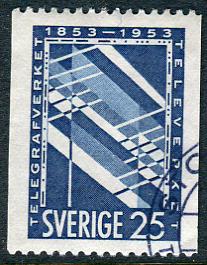 1853-1953
TELEGRAFVERKET
TELEVERKET
SVERIGE 25